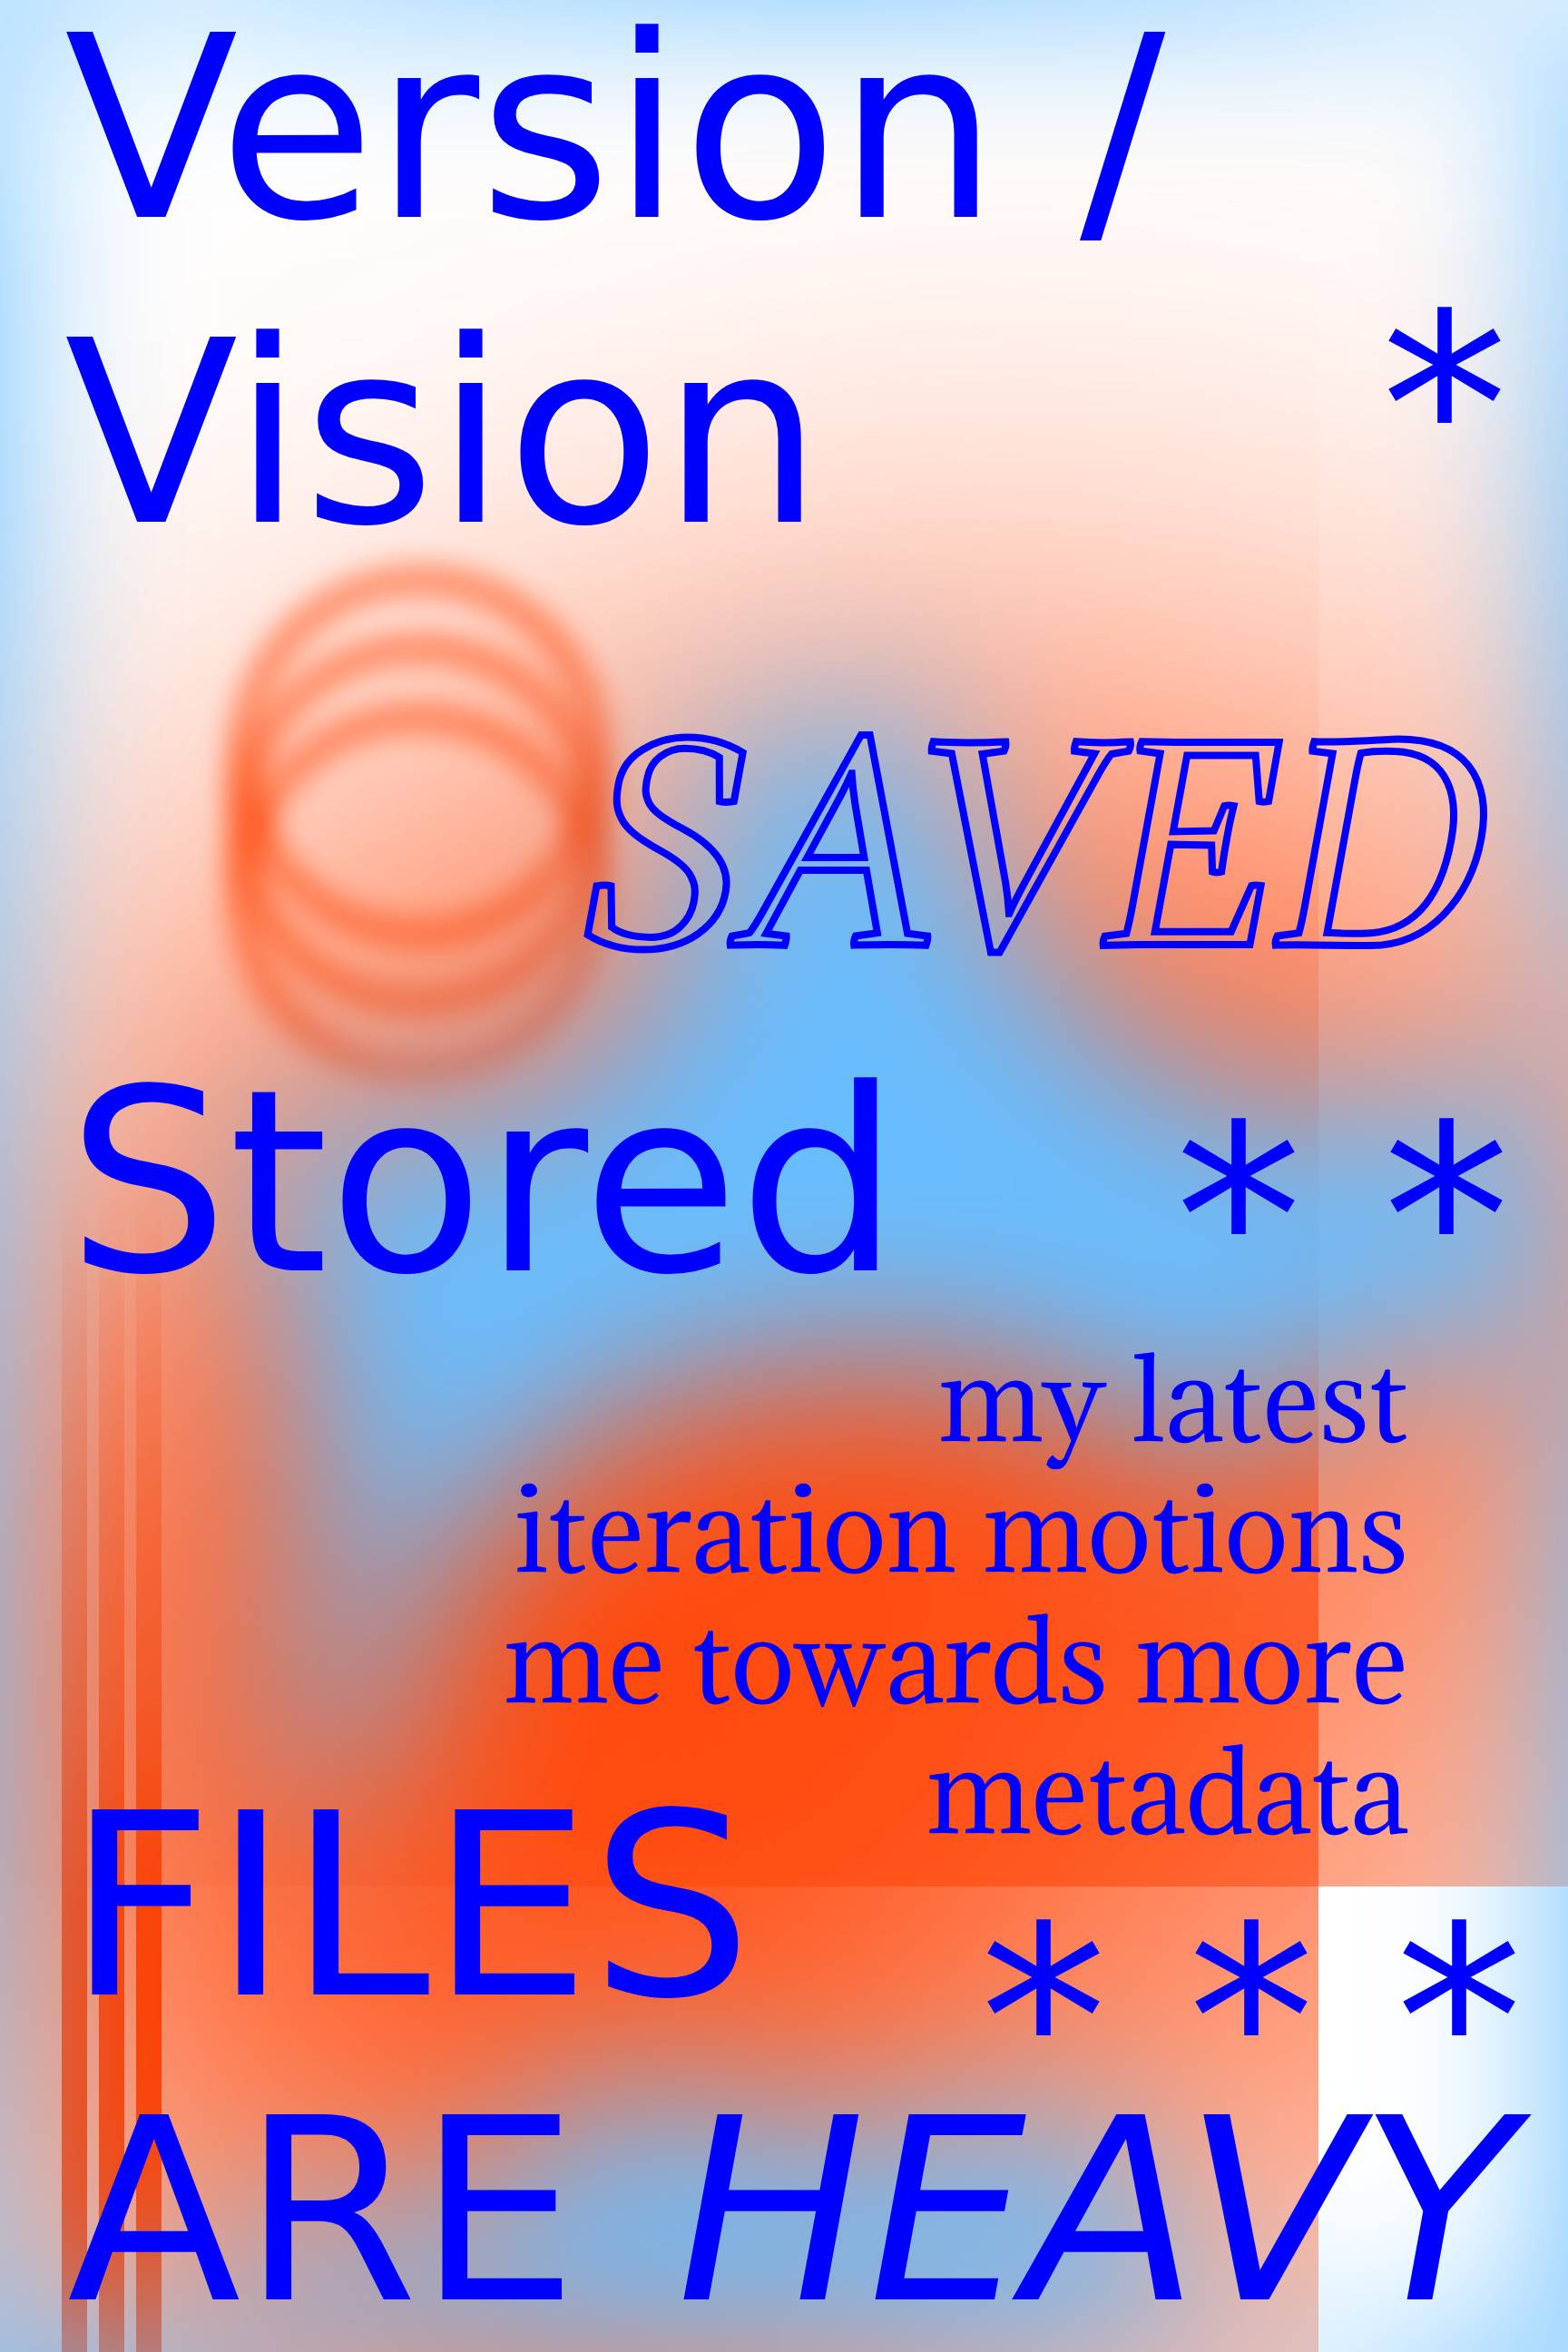 Version /
Vision *
SAVED
Stored * *
my latest
iteration motions
me towards more
metadata
FILES * * *
ARE HEAVY